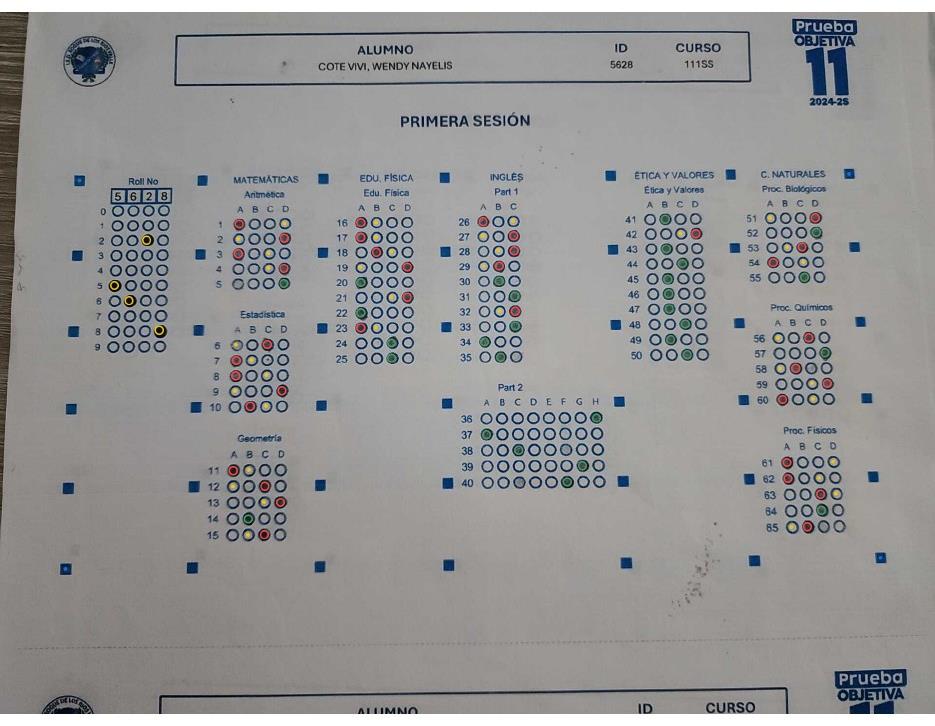 Prueba
OBJETIVA
11
2024-2S
ALUMNO ID CURSO
COTE VIVI, WENDY NAYELIS 5628 111SS
PRIMERA SESIÓN
Roll No
5 6 2 8
0
1
2
3
4
5
6
7
8
9
MATEMÁTICAS
Aritmética
A B C D
1
2
3
4
5
Estadística
A B C D
6
7
8
9
10
Geometría
A B C D
11
12
13
14
15
EDU. FÍSICA
Edu. Física
A B C D
16
17
18
19
20
21
22
23
24
25
INGLÉS
Part 1
A B C
26
27
28
29
30
31
32
33
34
35
Part 2
A B C D E F G H
36
37
38
39
40
ÉTICA Y VALORES
Ética y Valores
A B C D
41
42
43
44
45
46
47
48
49
50
C. NATURALES
Proc. Biológicos
A B C D
51
52
53
54
55
Proc. Químicos
A B C D
56
57
58
59
60
Proc. Físicos
A B C D
61
62
63
64
65
Prueba
OBJETIVA
11
ALUMNO ID CURSO